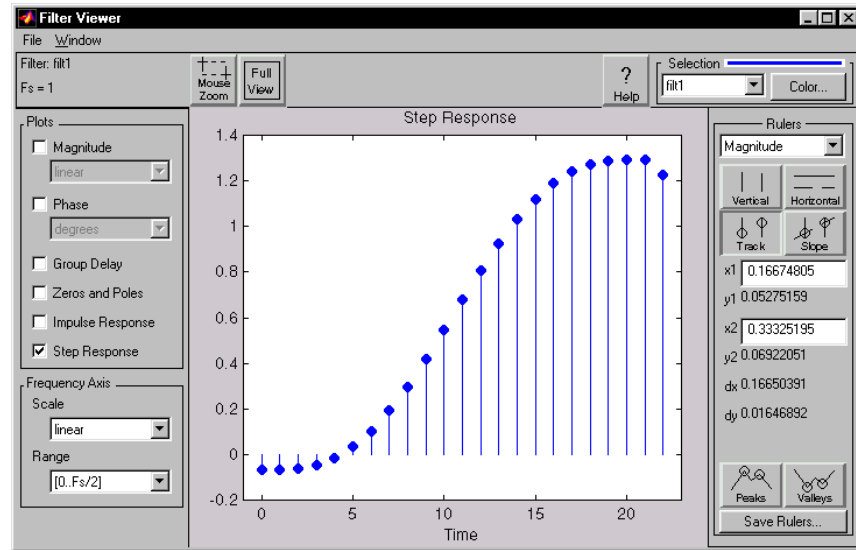 Filter Viewer
File Window
Filter: filt1
Fs = 1
Mouse
Zoom
Full
View
?
Help
Selection
filt1
Color...
Plots
Magnitude
linear
Phase
degrees
Group Delay
Zeros and Poles
Impulse Response
Step Response
Frequency Axis
Scale
linear
Range
[0..Fs/2]
Step Response
1.4
1.2
1
0.8
0.6
0.4
0.2
0
-0.2
0 5 10 15 20
Time
Rulers
Magnitude
Vertical Horizontal
Track Slope
x1 0.16674805
y1 0.05275159
x2 0.33325195
y2 0.06922051
dx 0.16650391
dy 0.01646892
Peaks Valleys
Save Rulers...